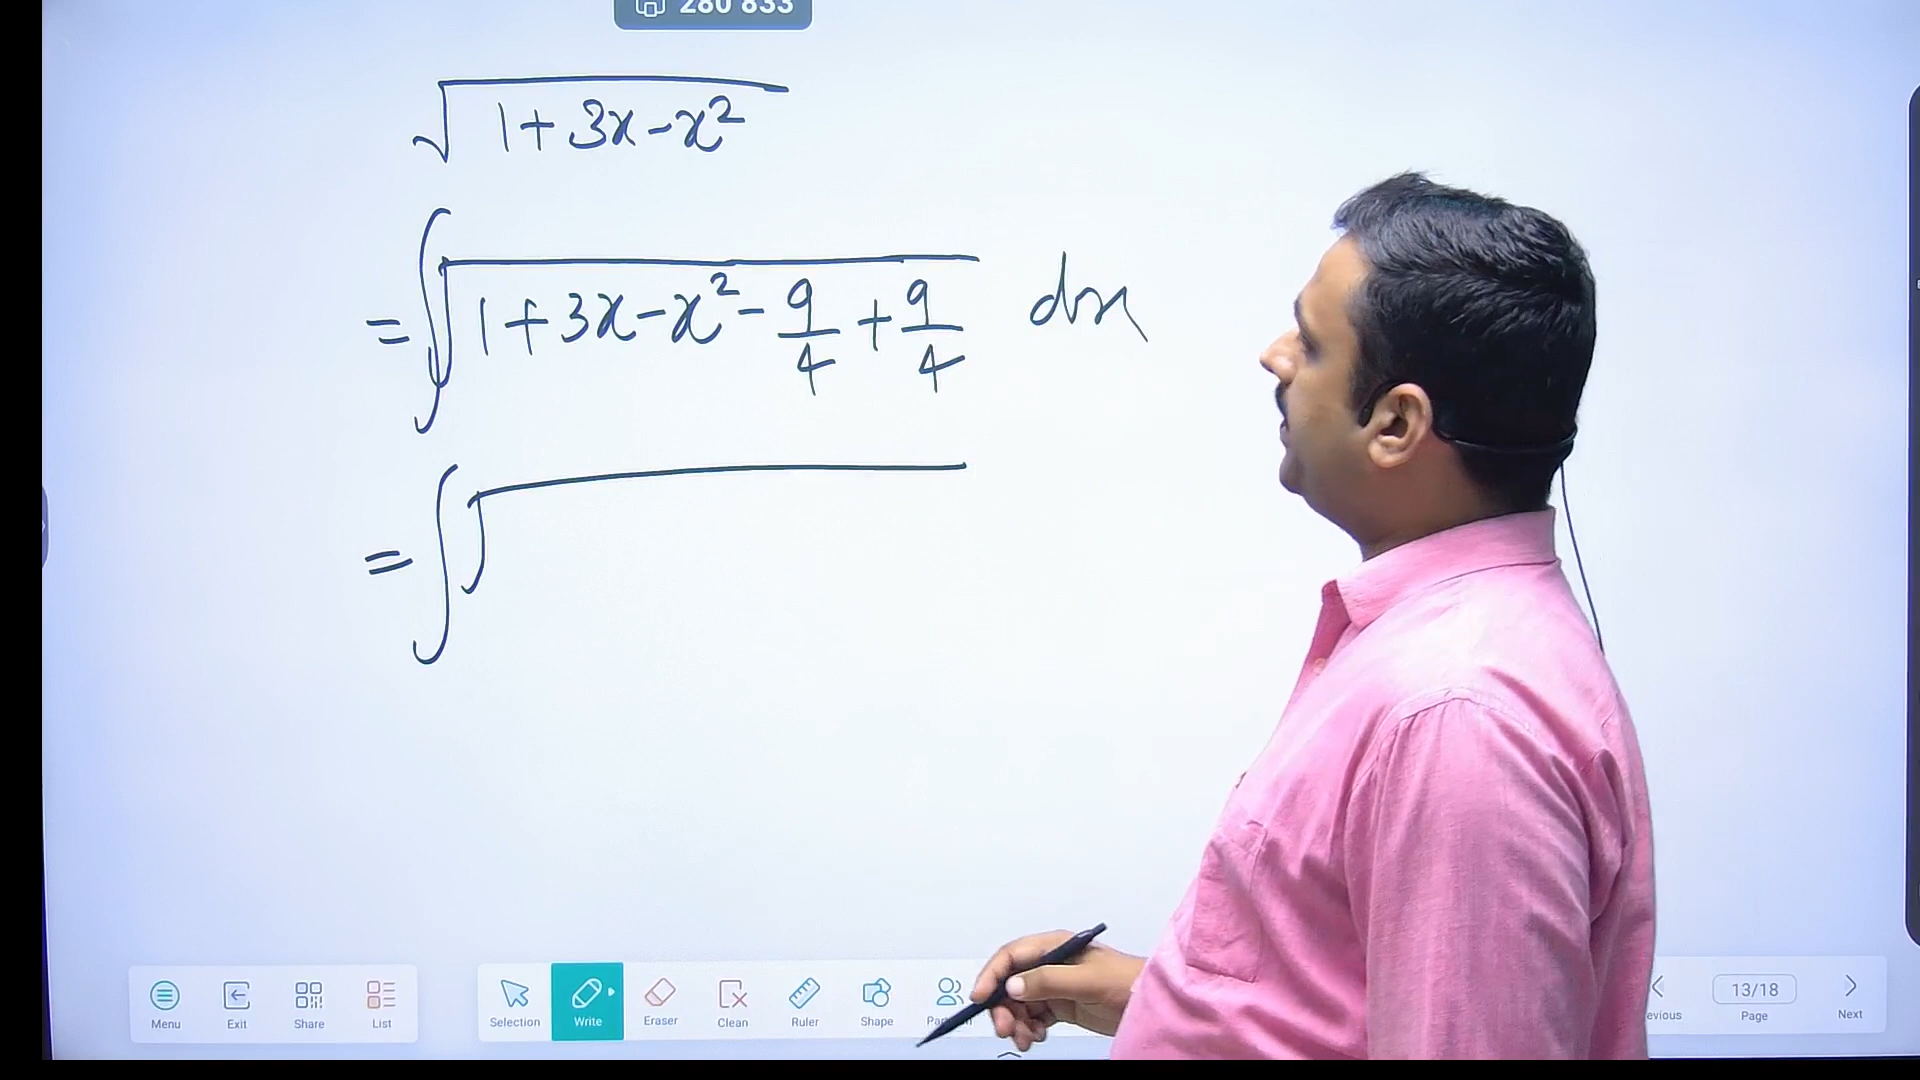 280 833
√(1+3x-x²)
= ∫√(1+3x-x²-9/4+9/4) dx
= ∫√
Menu Exit Share List Selection Write Eraser Clean Ruler Shape evious 13/18 Page Next